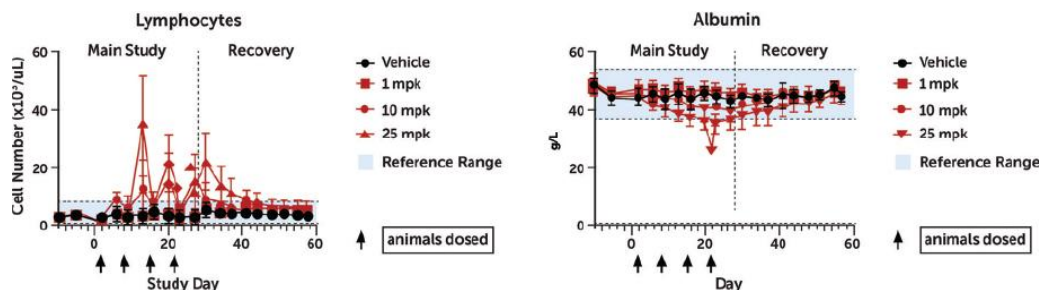 Lymphocytes
Main Study
Recovery
Cell Number (x10³/uL)
60
40
20
0
0
20
40
60
Study Day
Vehicle
1 mpk
10 mpk
25 mpk
Reference Range
animals dosed
Albumin
Main Study
Recovery
g/L
60
40
20
0
0
20
40
60
Day
Vehicle
1 mpk
10 mpk
25 mpk
Reference Range
animals dosed